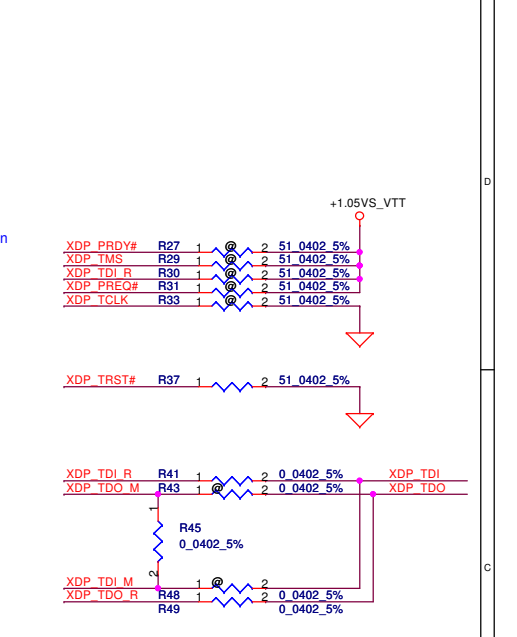 D
+1.05VS_VTT
n
XDP_PRDY# R27 1 @ 2 51_0402_5%
XDP_TMS R29 1 @ 2 51_0402_5%
XDP_TDI_R R30 1 @ 2 51_0402_5%
XDP_PREQ# R31 1 @ 2 51_0402_5%
XDP_TCLK R33 1 @ 2 51_0402_5%
XDP_TRST# R37 1 2 51_0402_5%
XDP_TDI_R R41 1 2 0_0402_5% XDP_TDI
XDP_TDO_M R43 1 @ 2 0_0402_5% XDP_TDO
1
R45
0_0402_5%
C
2
XDP_TDI_M R48 1 @ 2 0_0402_5%
XDP_TDO_R R49 1 2 0_0402_5%